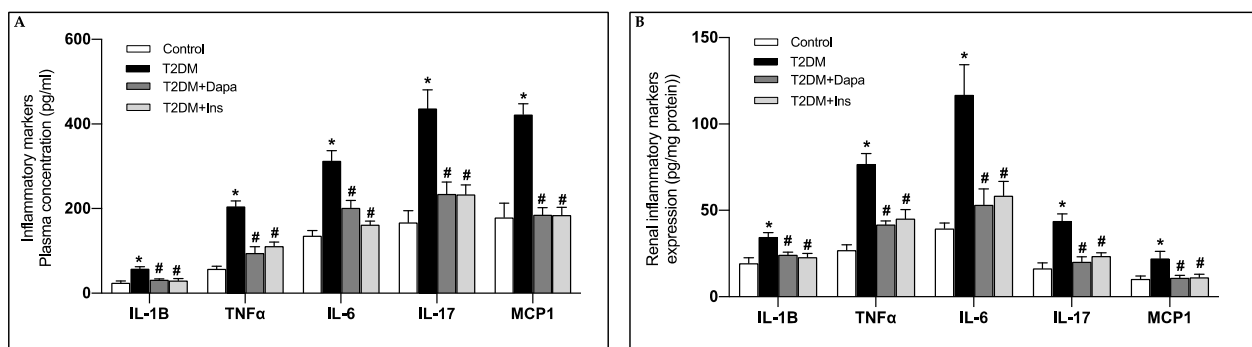 A
Inflammatory markers
Plasma concentration (pg/ml)
600
400
200
0
Control
T2DM
T2DM+Dapa
T2DM+Ins
*
#
#
*
#
#
*
#
#
*
#
#
*
#
#
IL-1B
TNFα
IL-6
IL-17
MCP1
B
Renal inflammatory markers
expression (pg/mg protein))
150
100
50
0
Control
T2DM
T2DM+Dapa
T2DM+Ins
*
#
#
*
#
#
*
#
#
*
#
#
*
#
#
IL-1B
TNFα
IL-6
IL-17
MCP1